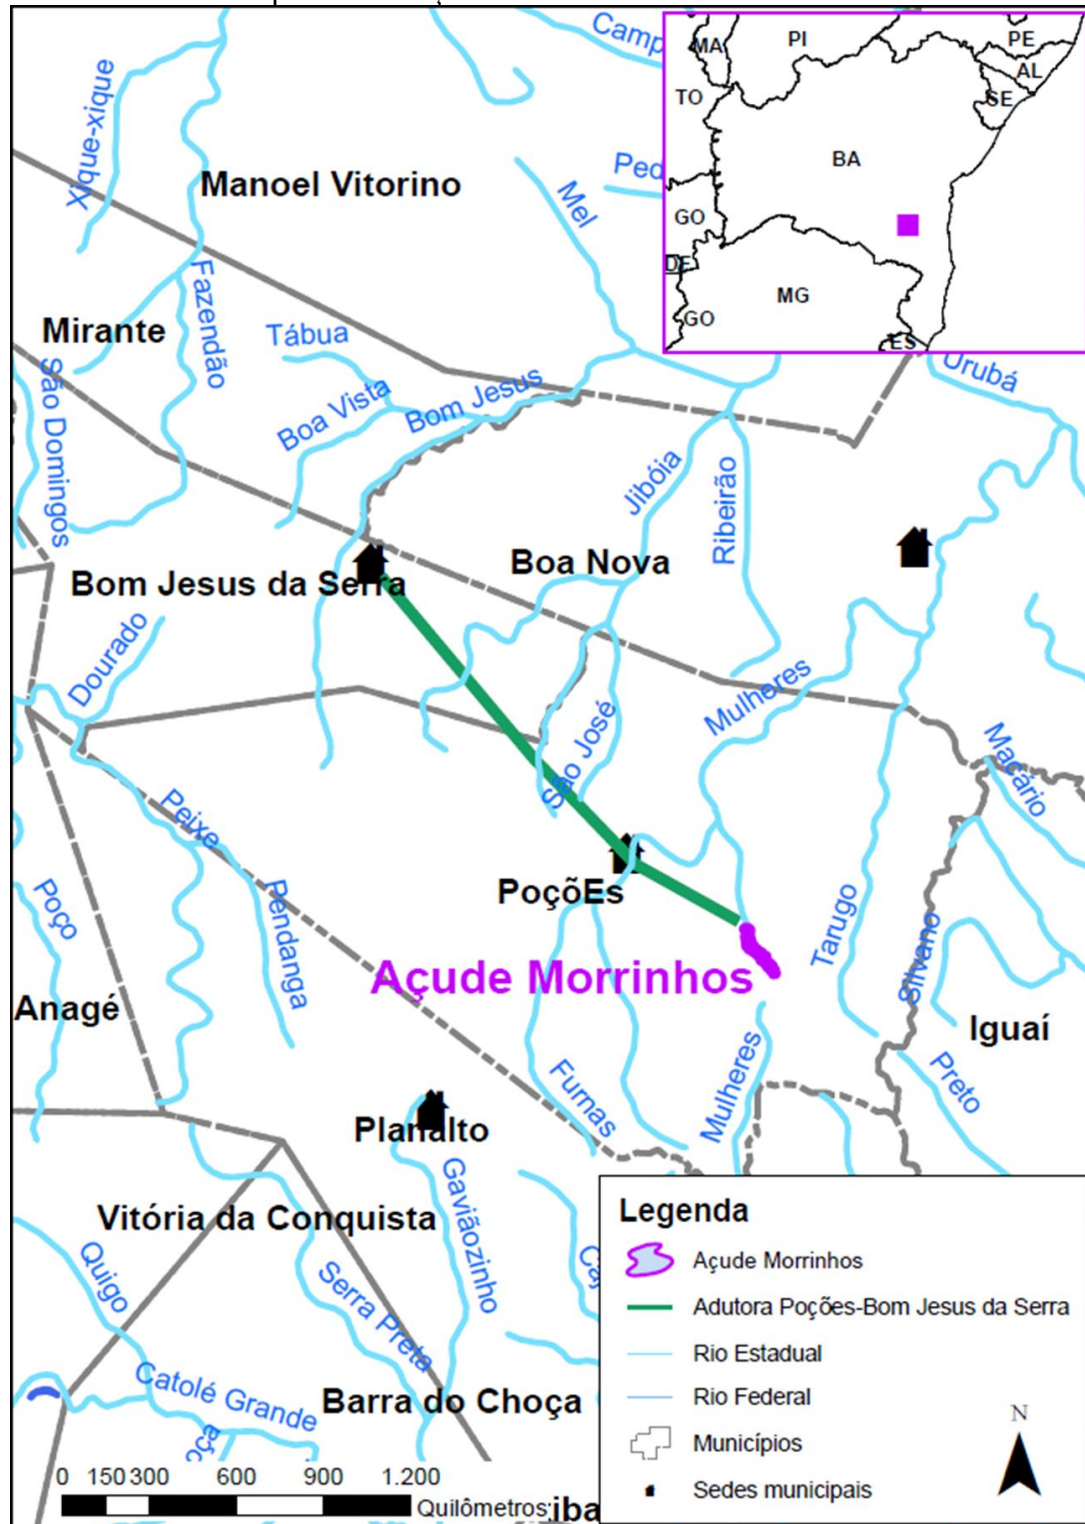 Camp
MA
PI
PE
AL
SE
TO
BA
GO
DF
MG
GO
ES
Xique-xique
Manoel Vitorino
Mel
Ped
Fazendão
Mirante
Tábua
São Domingos
Boa Vista
Bom Jesus
Urubá
Jibóia
Ribeirão
Boa Nova
Bom Jesus da Serra
Dourado
Mulheres
São José
Macário
Peixe
PoçõEs
Poço
Pendanga
Tarugo
Silvano
Açude Morrinhos
Anagé
Iguaí
Furnas
Mulheres
Preto
Planalto
Gaviãozinho
Vitória da Conquista
Quigo
Serra Preta
Catolé Grande
Barra do Choça
oça
iba
0 150 300 600 900 1.200
Quilômetros
Legenda
Açude Morrinhos
Adutora Poções-Bom Jesus da Serra
Rio Estadual
Rio Federal
Municípios
Sedes municipais
N